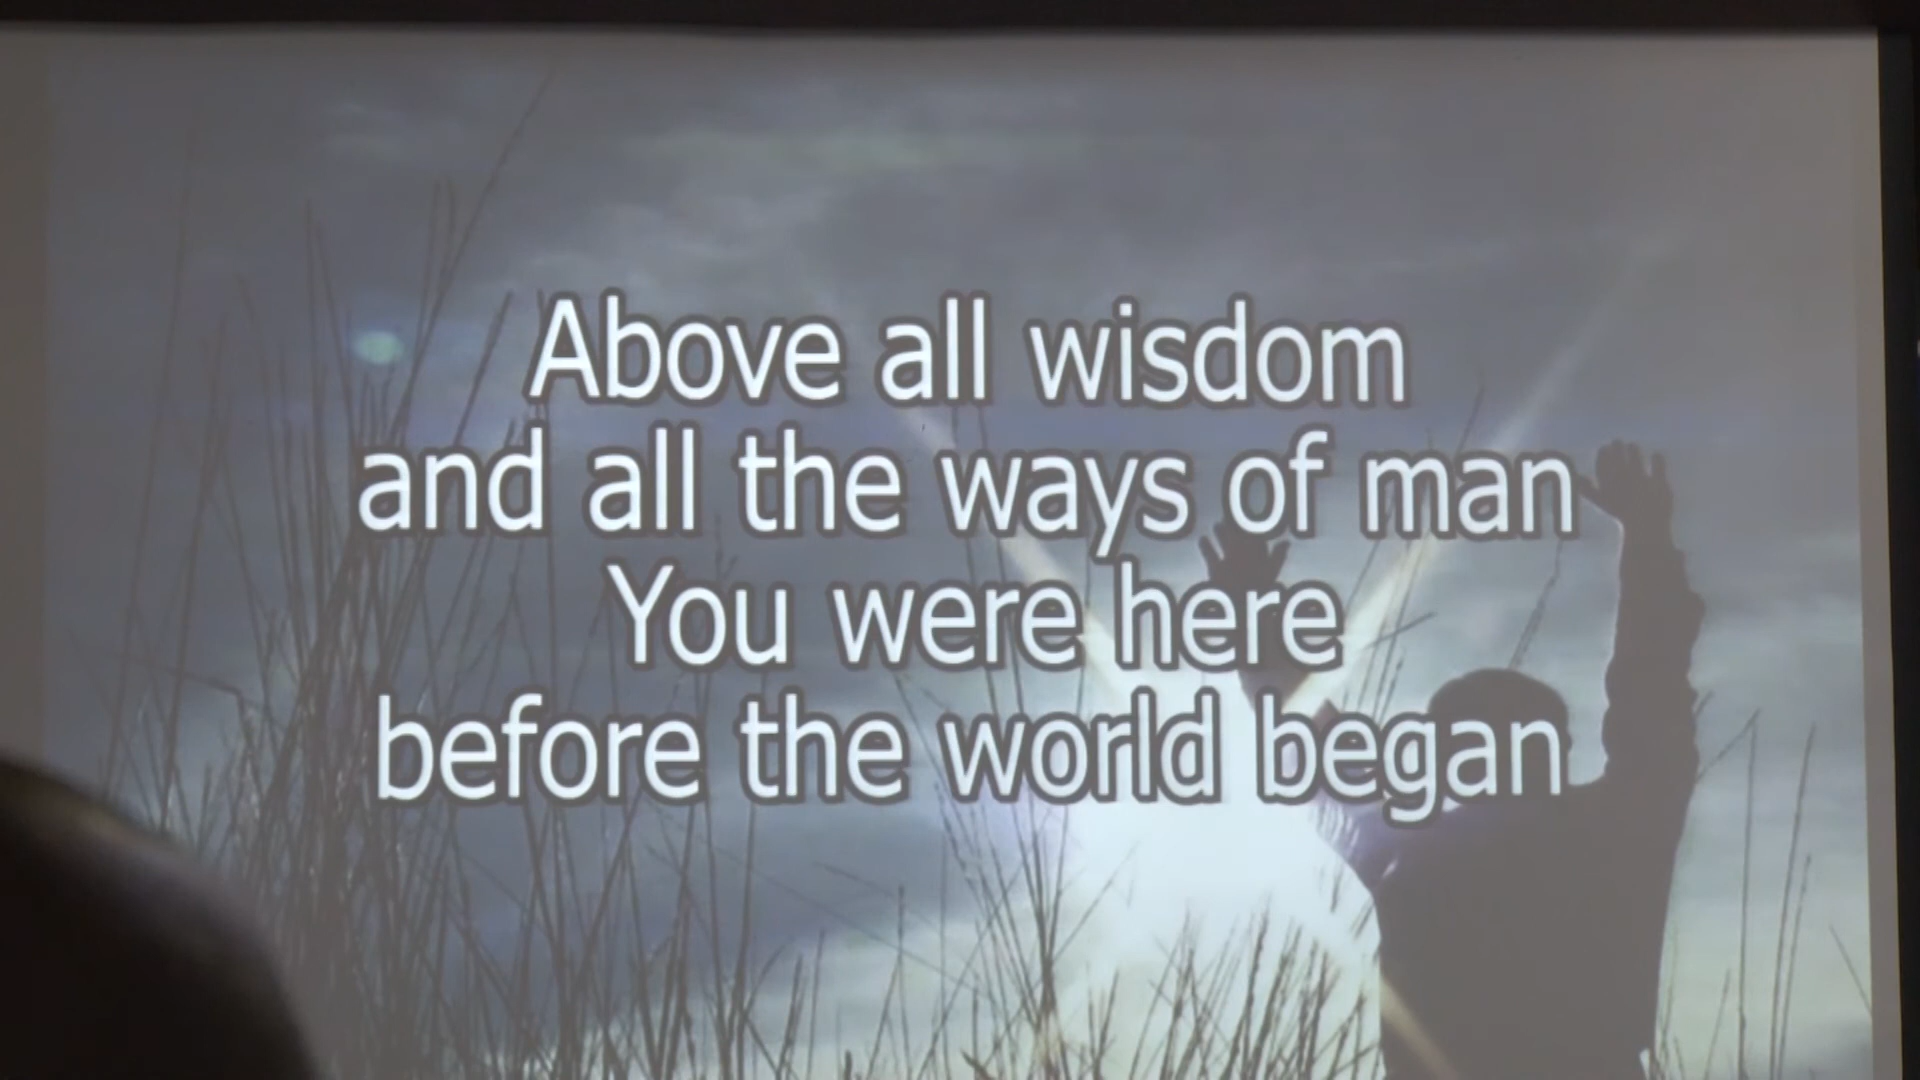 Above all wisdom
and all the ways of man
You were here
before the world began